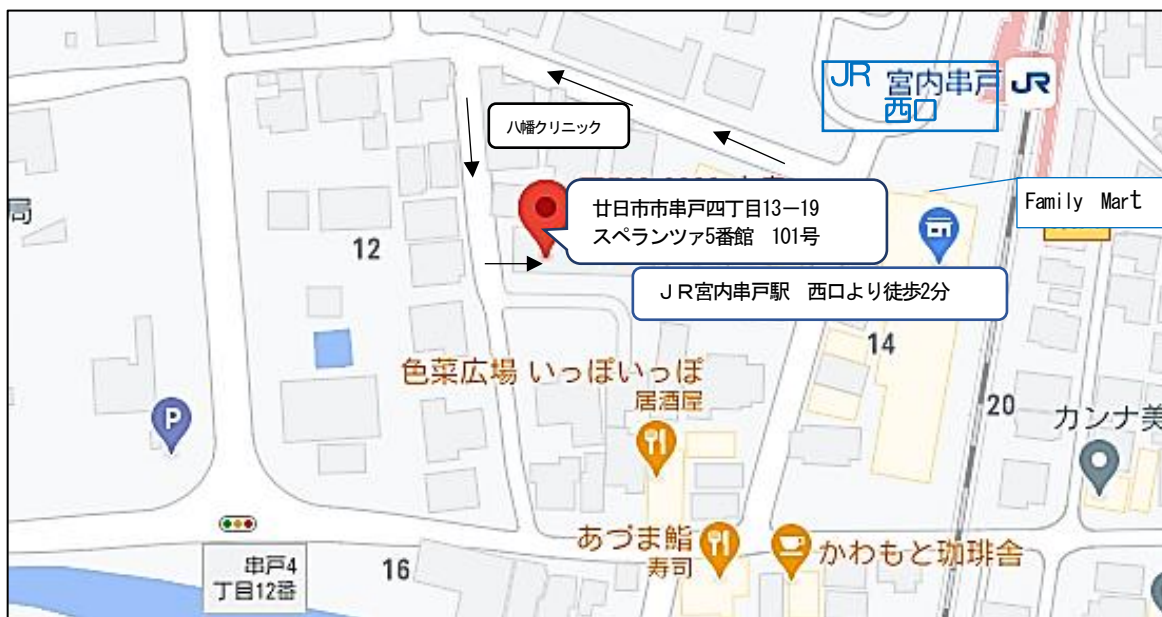 JR
西口
宮内串戸
JR
八幡クリニック
局
12
廿日市市串戸四丁目13－19
スペランツァ5番館　101号
Family Mart
ＪＲ宮内串戸駅　西口より徒歩2分
14
色菜広場 いっぽいっぽ
居酒屋
20
カンナ美
P
あづま鮨
寿司
かわもと珈琲舎
串戸4
丁目12番
16